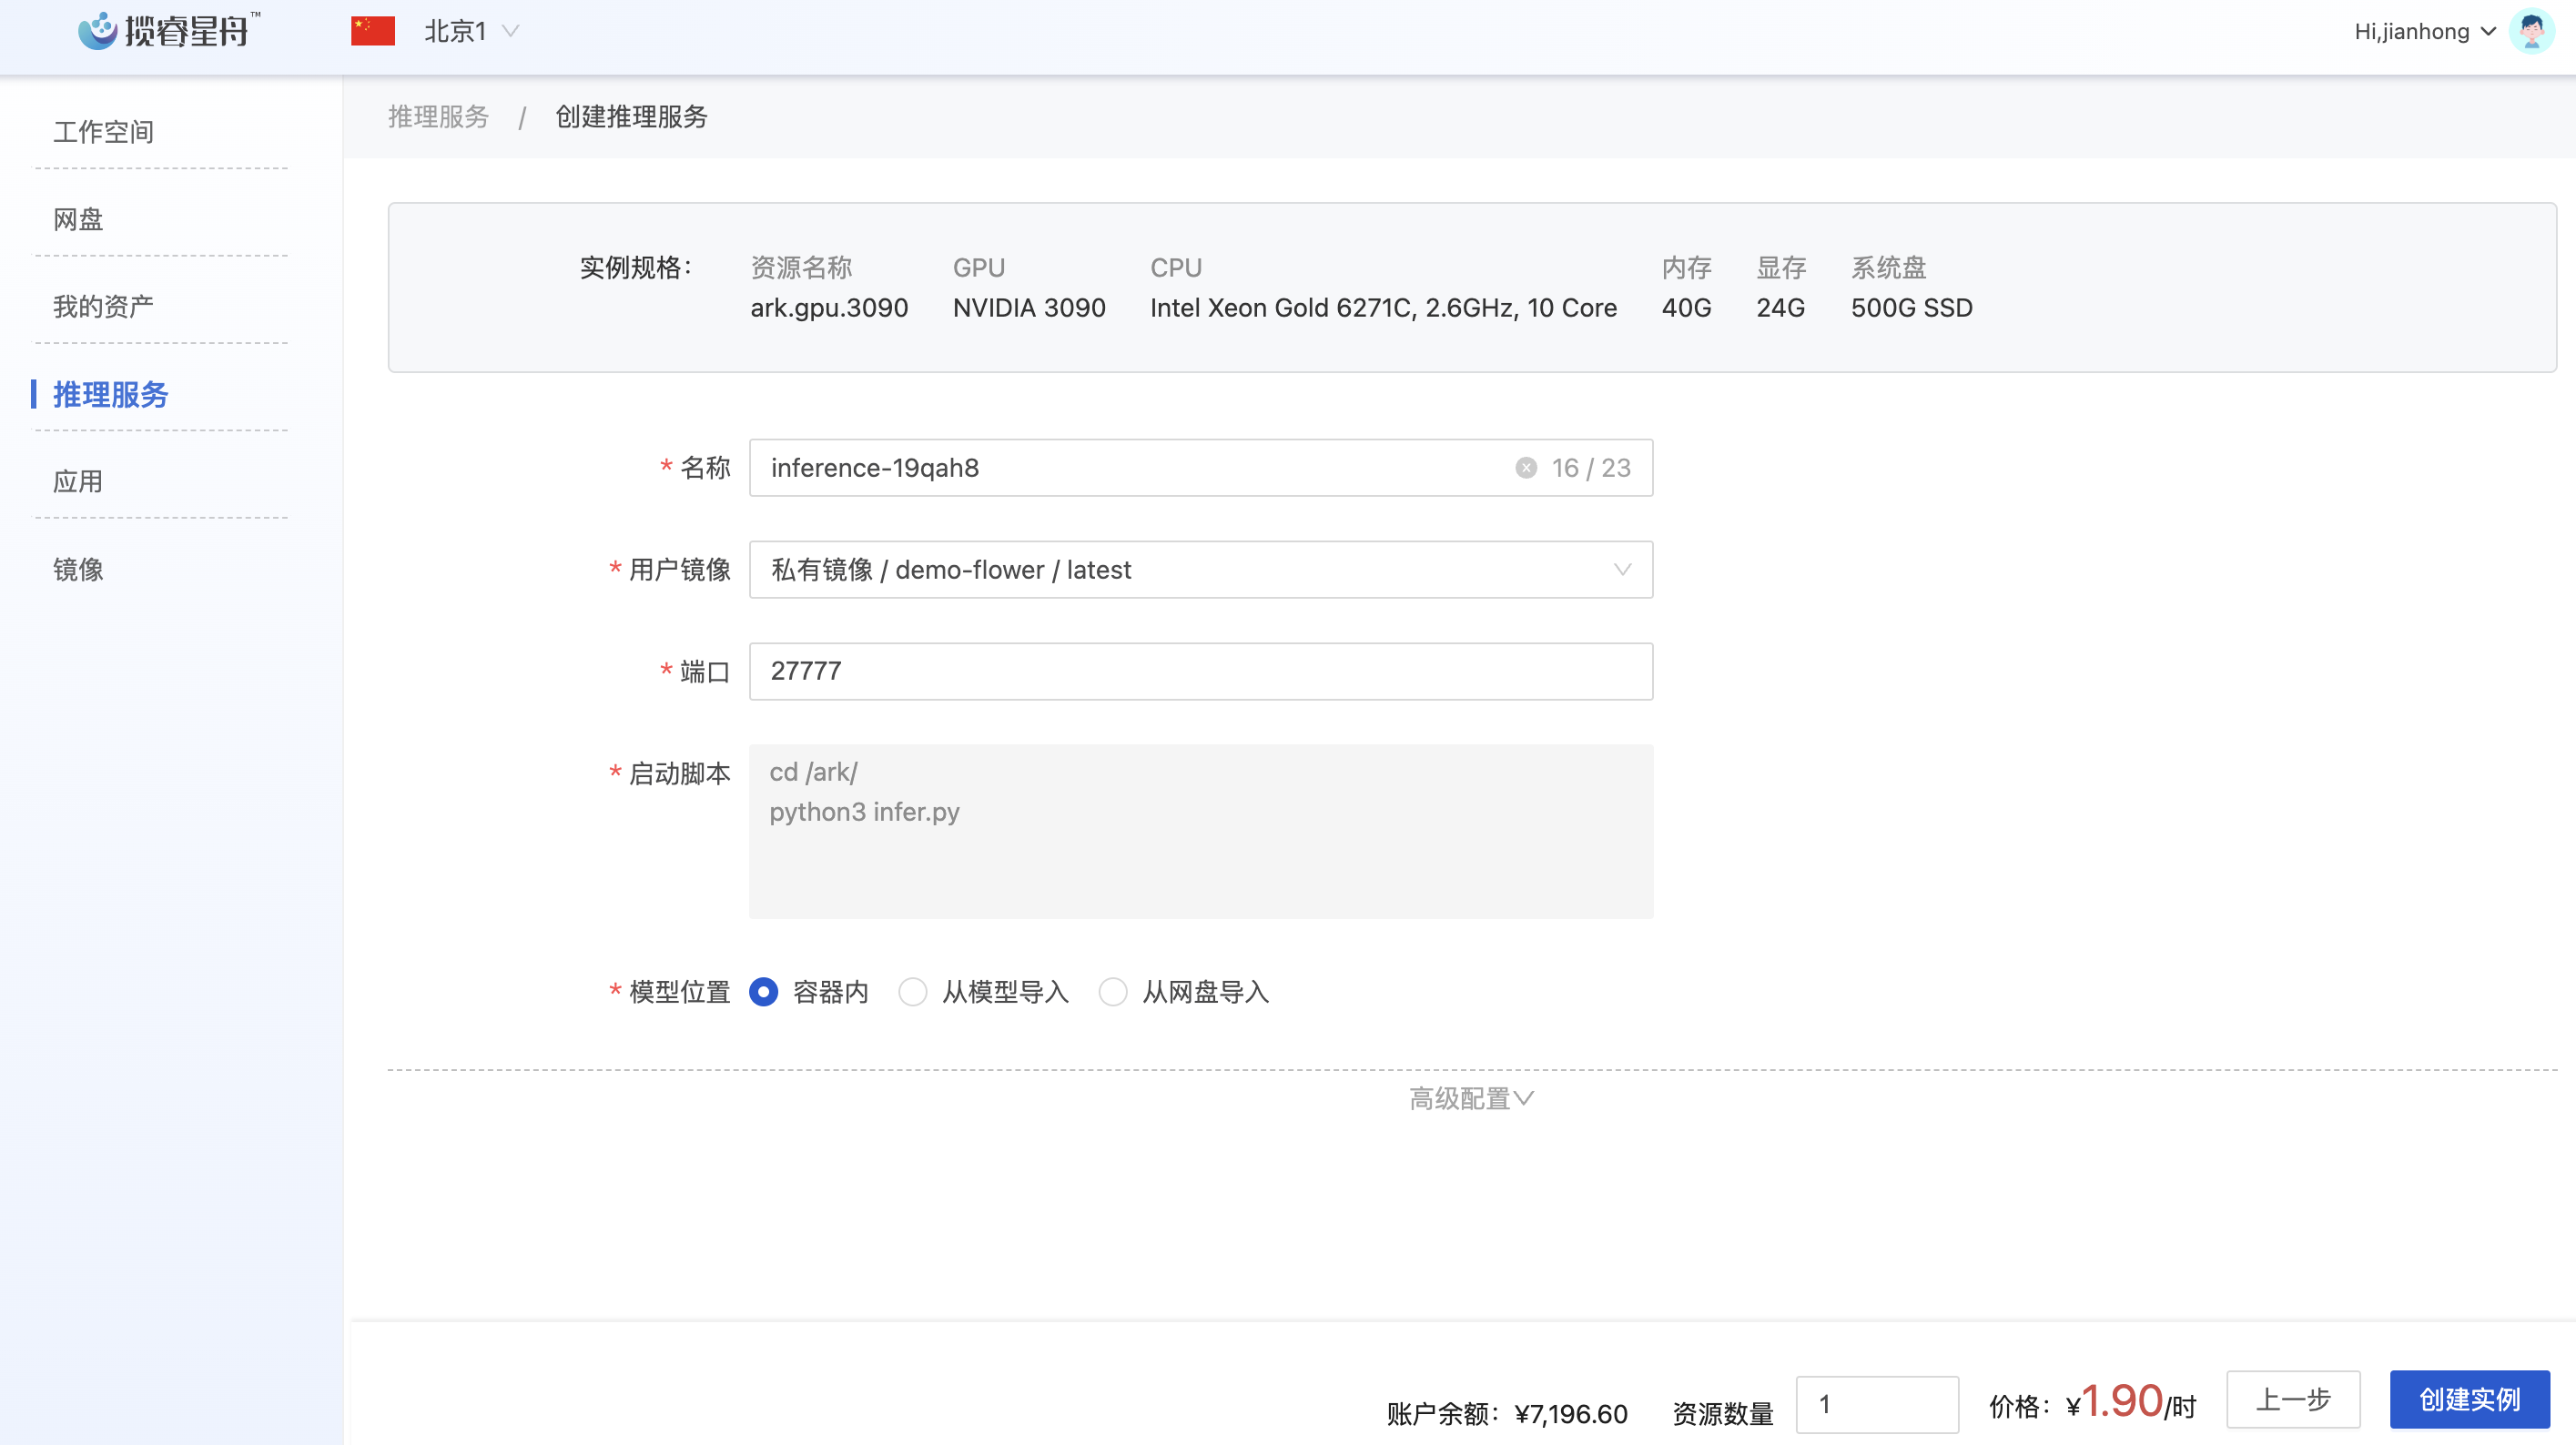 揽睿星舟™
北京1
Hi,jianhong
工作空间
网盘
我的资产
推理服务
应用
镜像
推理服务 / 创建推理服务
实例规格： 资源名称 GPU CPU 内存 显存 系统盘
ark.gpu.3090 NVIDIA 3090 Intel Xeon Gold 6271C, 2.6GHz, 10 Core 40G 24G 500G SSD
* 名称 inference-19qah8 16 / 23
* 用户镜像 私有镜像 / demo-flower / latest
* 端口 27777
* 启动脚本 cd /ark/
python3 infer.py
* 模型位置 容器内 从模型导入 从网盘导入
高级配置
账户余额：¥7,196.60 资源数量 1 价格：¥1.90/时 上一步 创建实例